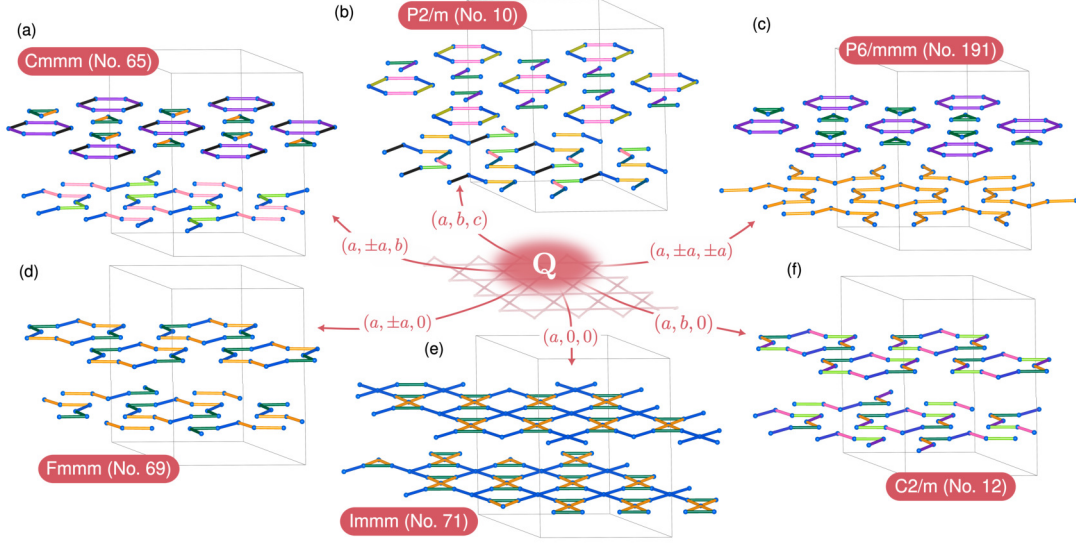 (a)
Cmmm (No. 65)
(b)
P2/m (No. 10)
(c)
P6/mmm (No. 191)
(a, b, c)
(a, ±a, b)
(a, ±a, ±a)
Q
(d)
(a, ±a, 0)
(a, 0, 0)
(a, b, 0)
(e)
(f)
Fmmm (No. 69)
Immm (No. 71)
C2/m (No. 12)